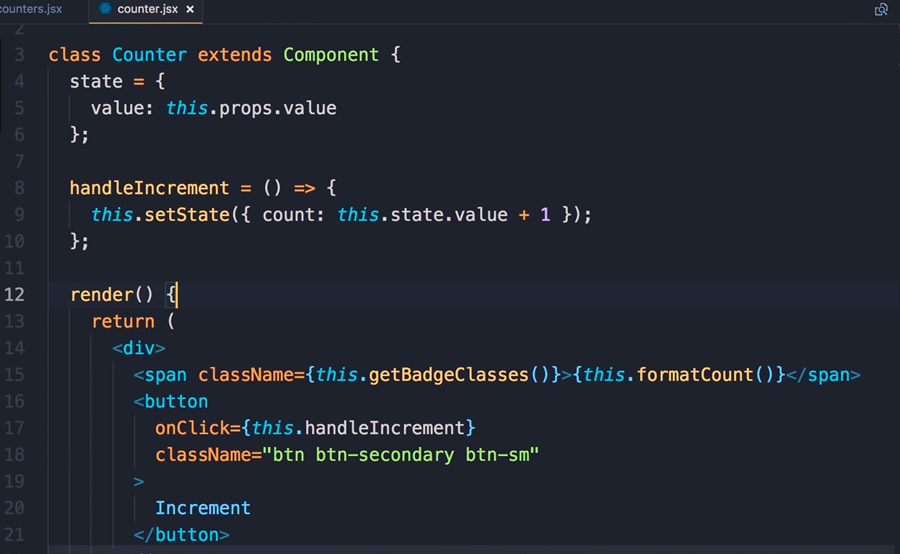 counters.jsx counter.jsx ×
2
3 class Counter extends Component {
4 state = {
5 value: this.props.value
6 };
7
8 handleIncrement = () => {
9 this.setState({ count: this.state.value + 1 });
10 };
11
12 render() {
13 return (
14 <div>
15 <span className={this.getBadgeClasses()}>{this.formatCount()}</span>
16 <button
17 onClick={this.handleIncrement}
18 className="btn btn-secondary btn-sm"
19 >
20 Increment
21 </button>